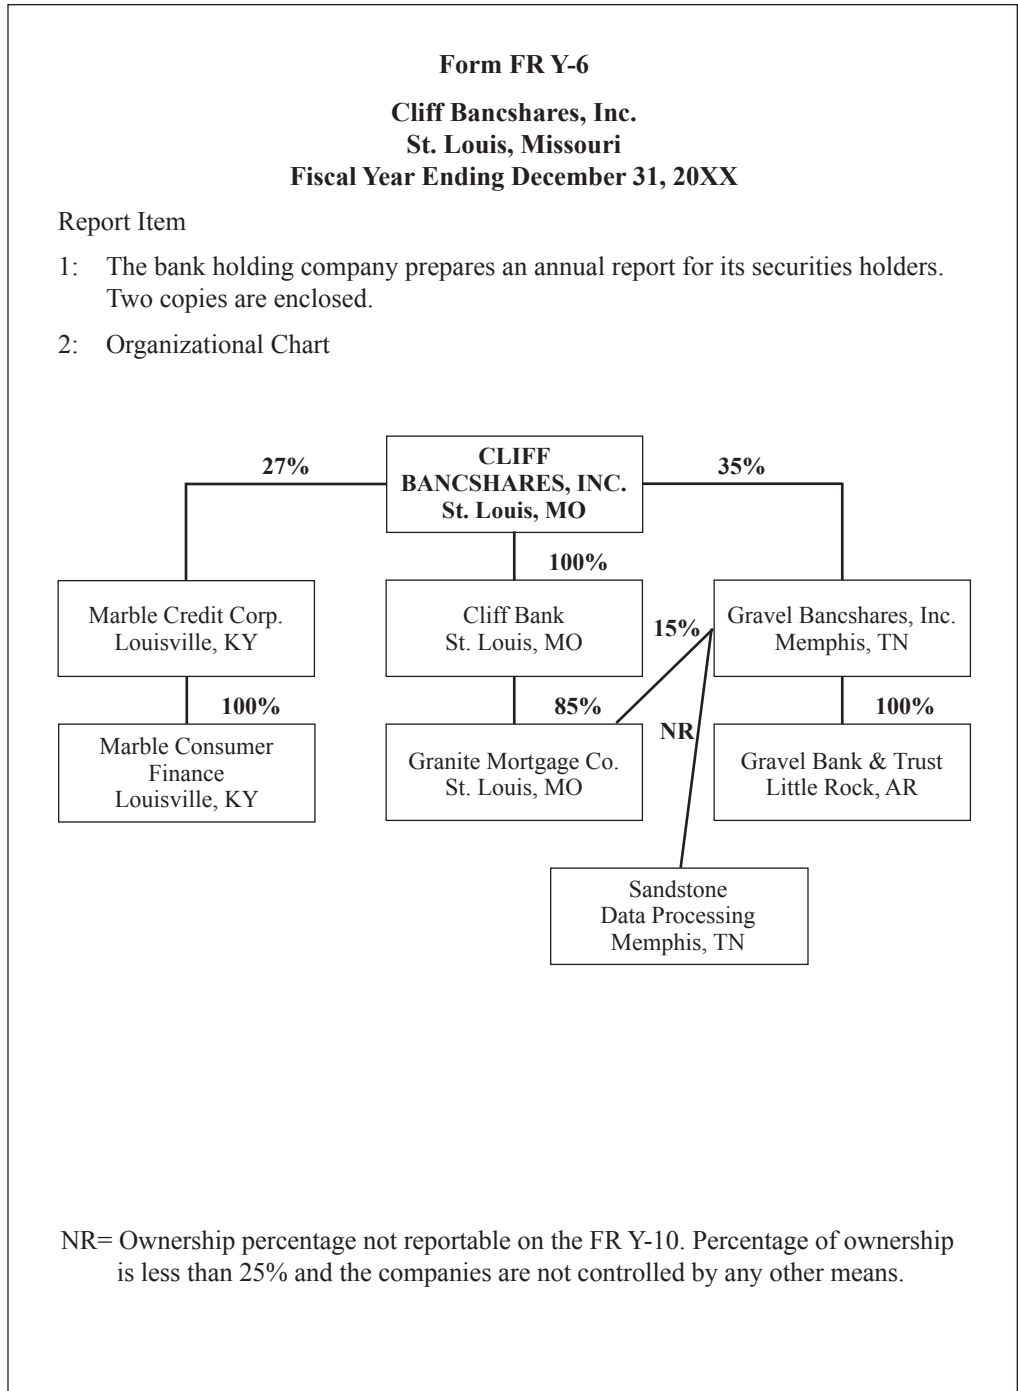 Form FR Y-6
Cliff Bancshares, Inc.
St. Louis, Missouri
Fiscal Year Ending December 31, 20XX
Report Item
1: The bank holding company prepares an annual report for its securities holders.
Two copies are enclosed.
2: Organizational Chart
27%
CLIFF
BANCSHARES, INC.
St. Louis, MO
35%
100%
Marble Credit Corp.
Louisville, KY
Cliff Bank
St. Louis, MO
15%
Gravel Bancshares, Inc.
Memphis, TN
100%
85%
NR
100%
Marble Consumer
Finance
Louisville, KY
Granite Mortgage Co.
St. Louis, MO
Gravel Bank & Trust
Little Rock, AR
Sandstone
Data Processing
Memphis, TN
NR= Ownership percentage not reportable on the FR Y-10. Percentage of ownership
is less than 25% and the companies are not controlled by any other means.